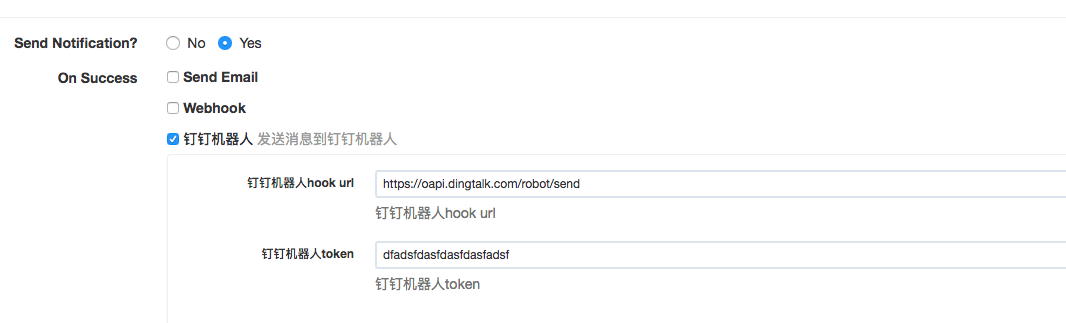 Send Notification? No Yes
On Success Send Email
Webhook
钉钉机器人 发送消息到钉钉机器人
钉钉机器人hook url https://oapi.dingtalk.com/robot/send
钉钉机器人hook url
钉钉机器人token dfadsfdasfdasfdasfadsf
钉钉机器人token